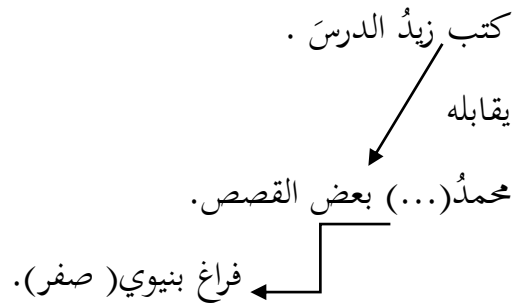 كتب زيدُ الدرسَ .
يقابله
محمدُ(...) بعض القصص.
فراغ بنيوي( صفر).